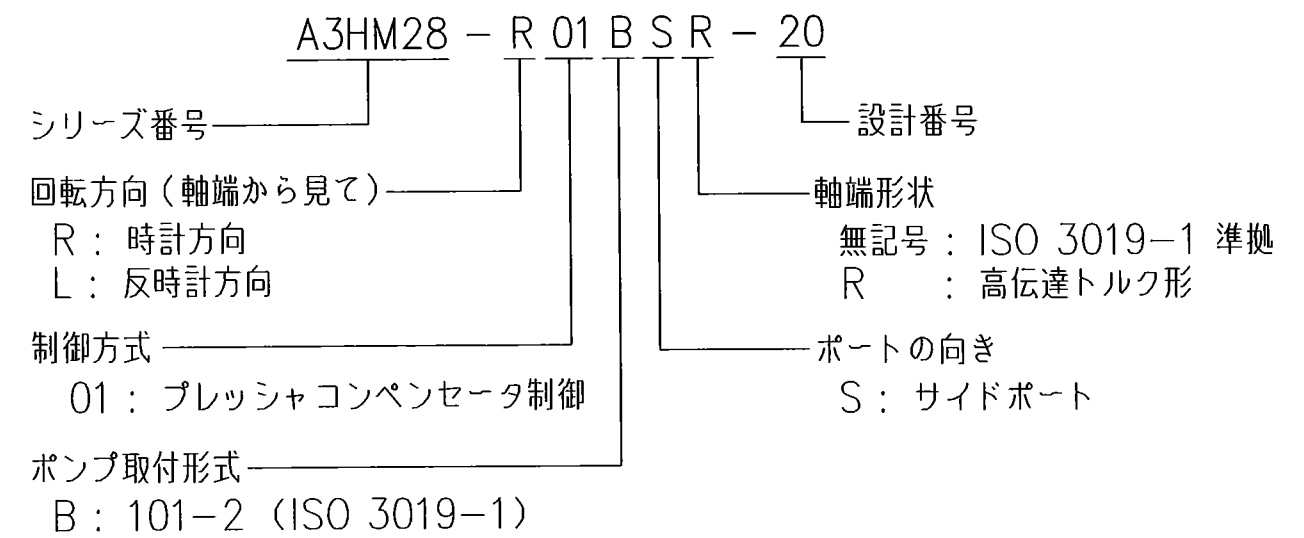 A3HM28 - R 01 B S R - 20
シリーズ番号
設計番号
回転方向（軸端から見て）
R： 時計方向
L： 反時計方向
軸端形状
無記号： ISO 3019-1 準拠
R ： 高伝達トルク形
制御方式
01： プレッシャコンペンセータ制御
ポートの向き
S： サイドポート
ポンプ取付形式
B： 101-2 （ISO 3019-1）